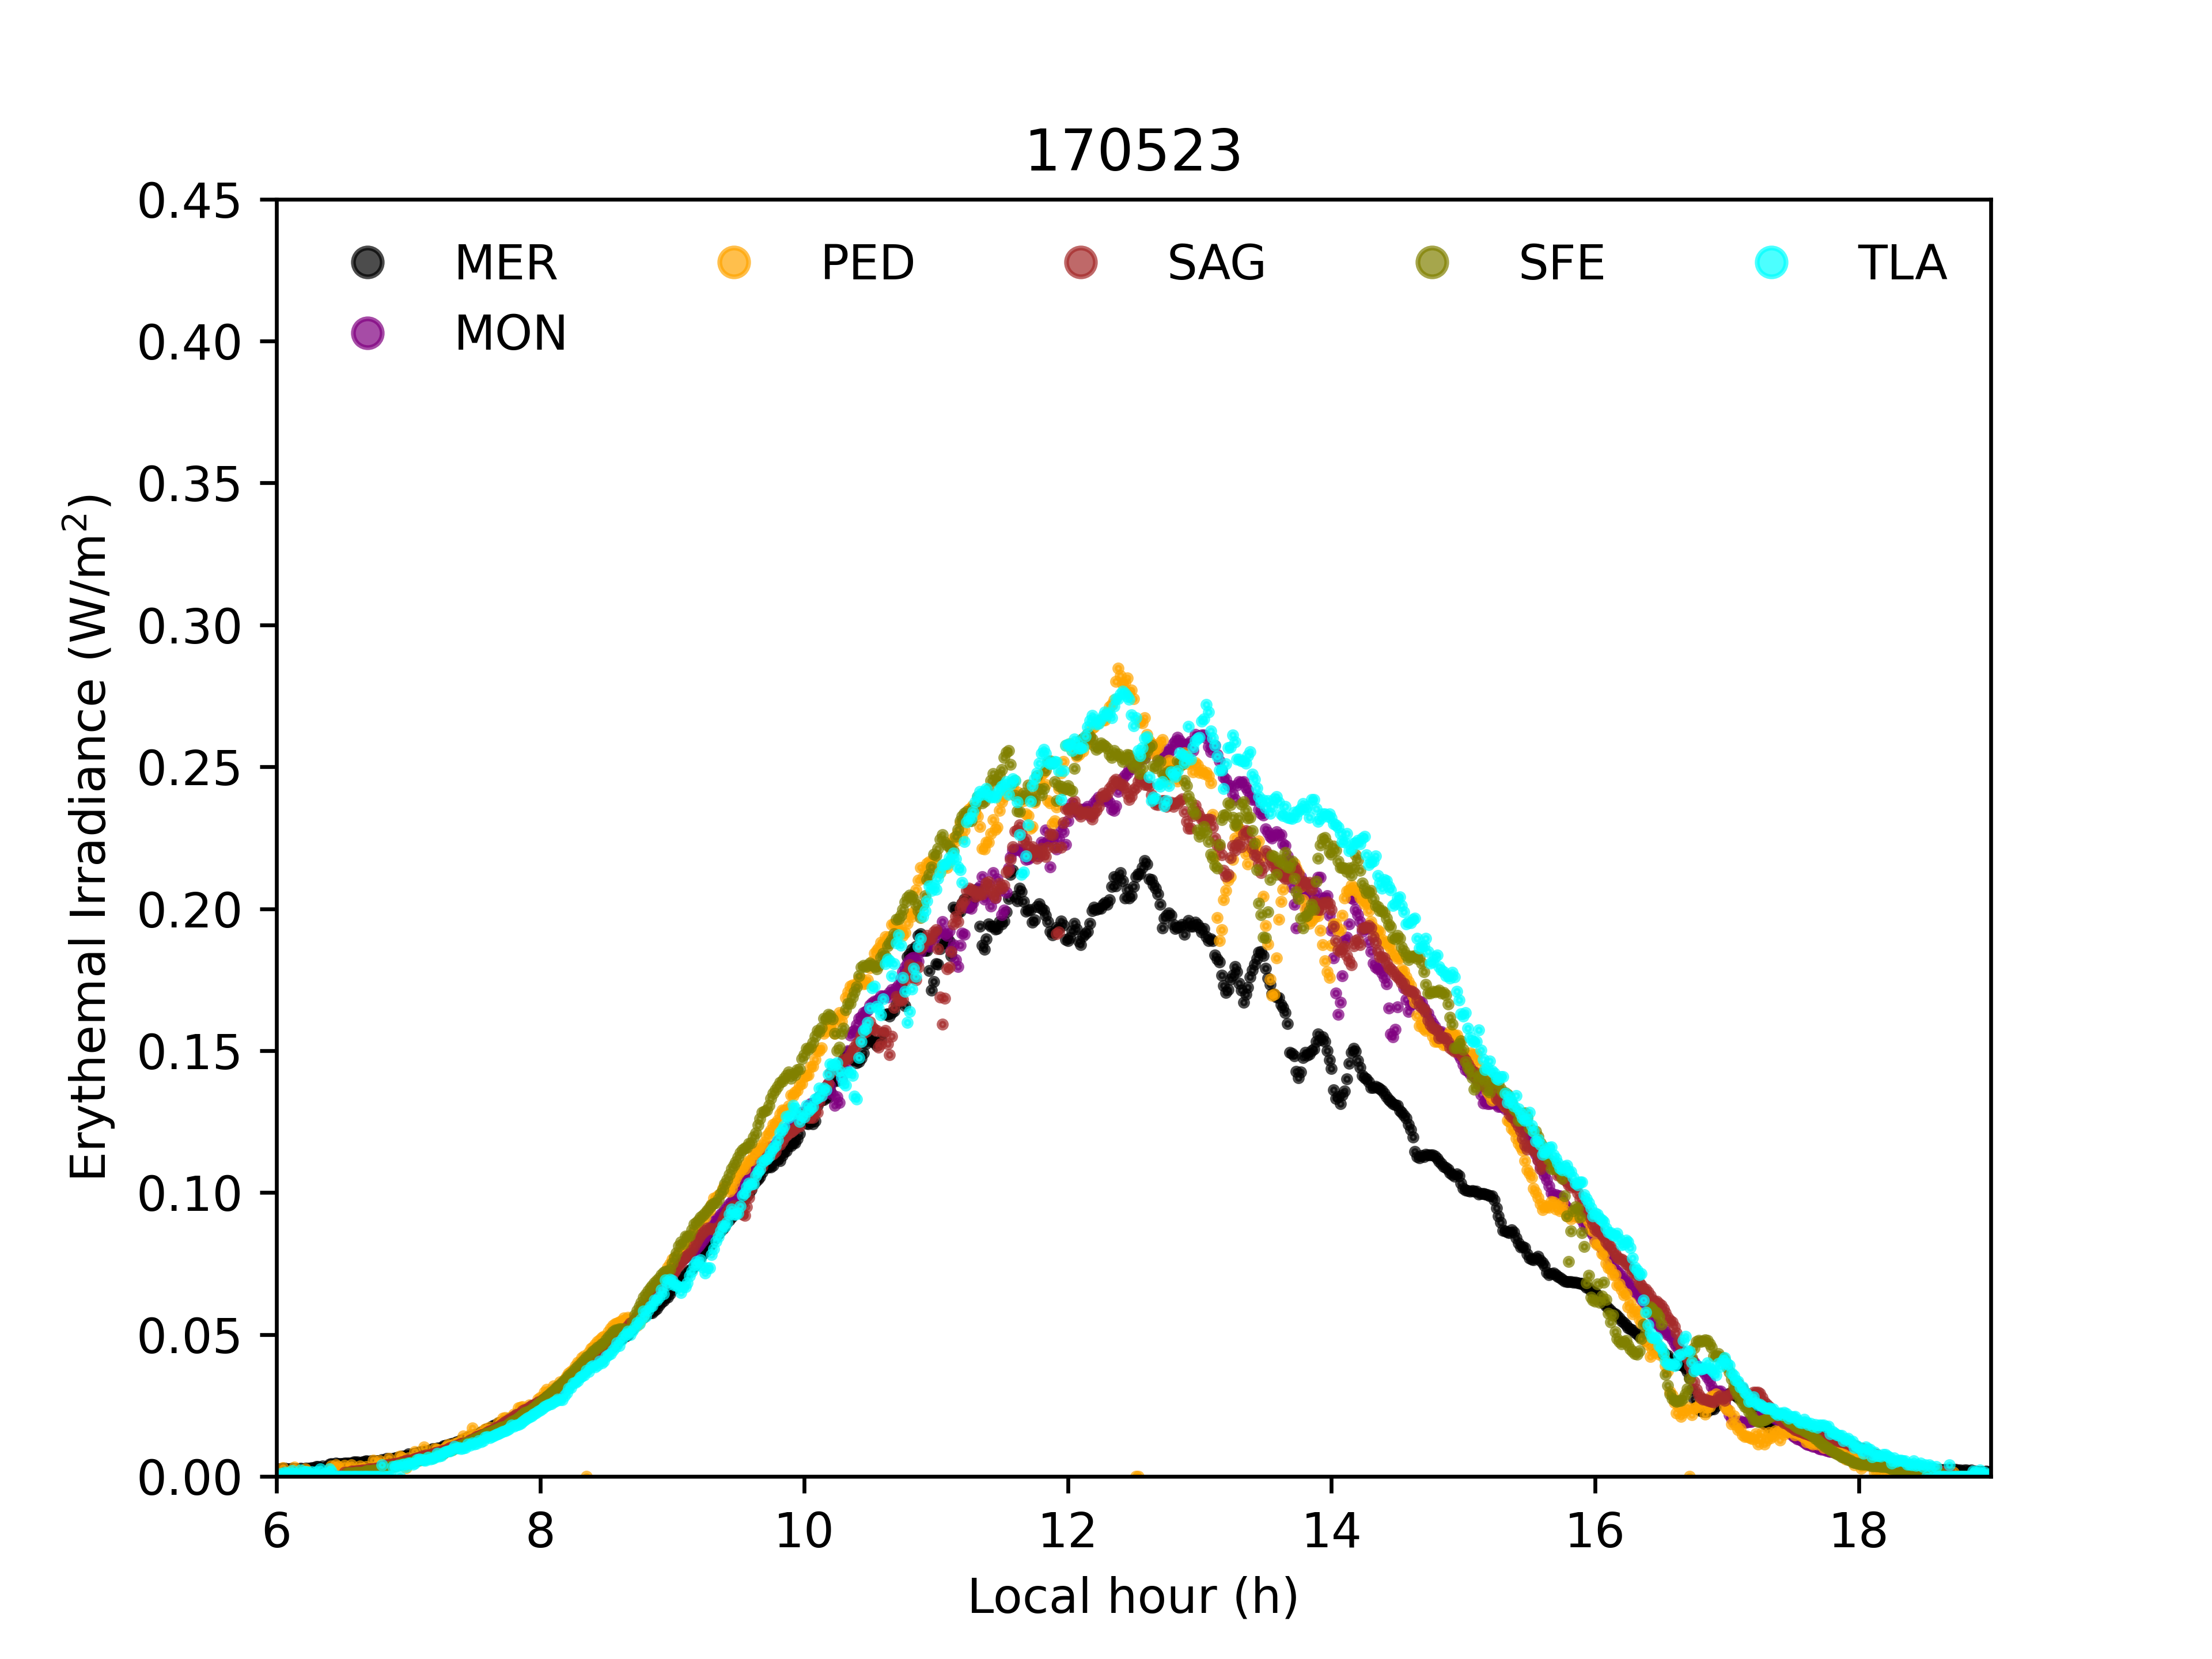 170523
0.45
0.40
0.35
0.30
0.25
0.20
0.15
0.10
0.05
0.00
Erythemal Irradiance (W/m²)
MER PED SAG SFE TLA
MON
6 8 10 12 14 16 18
Local hour (h)